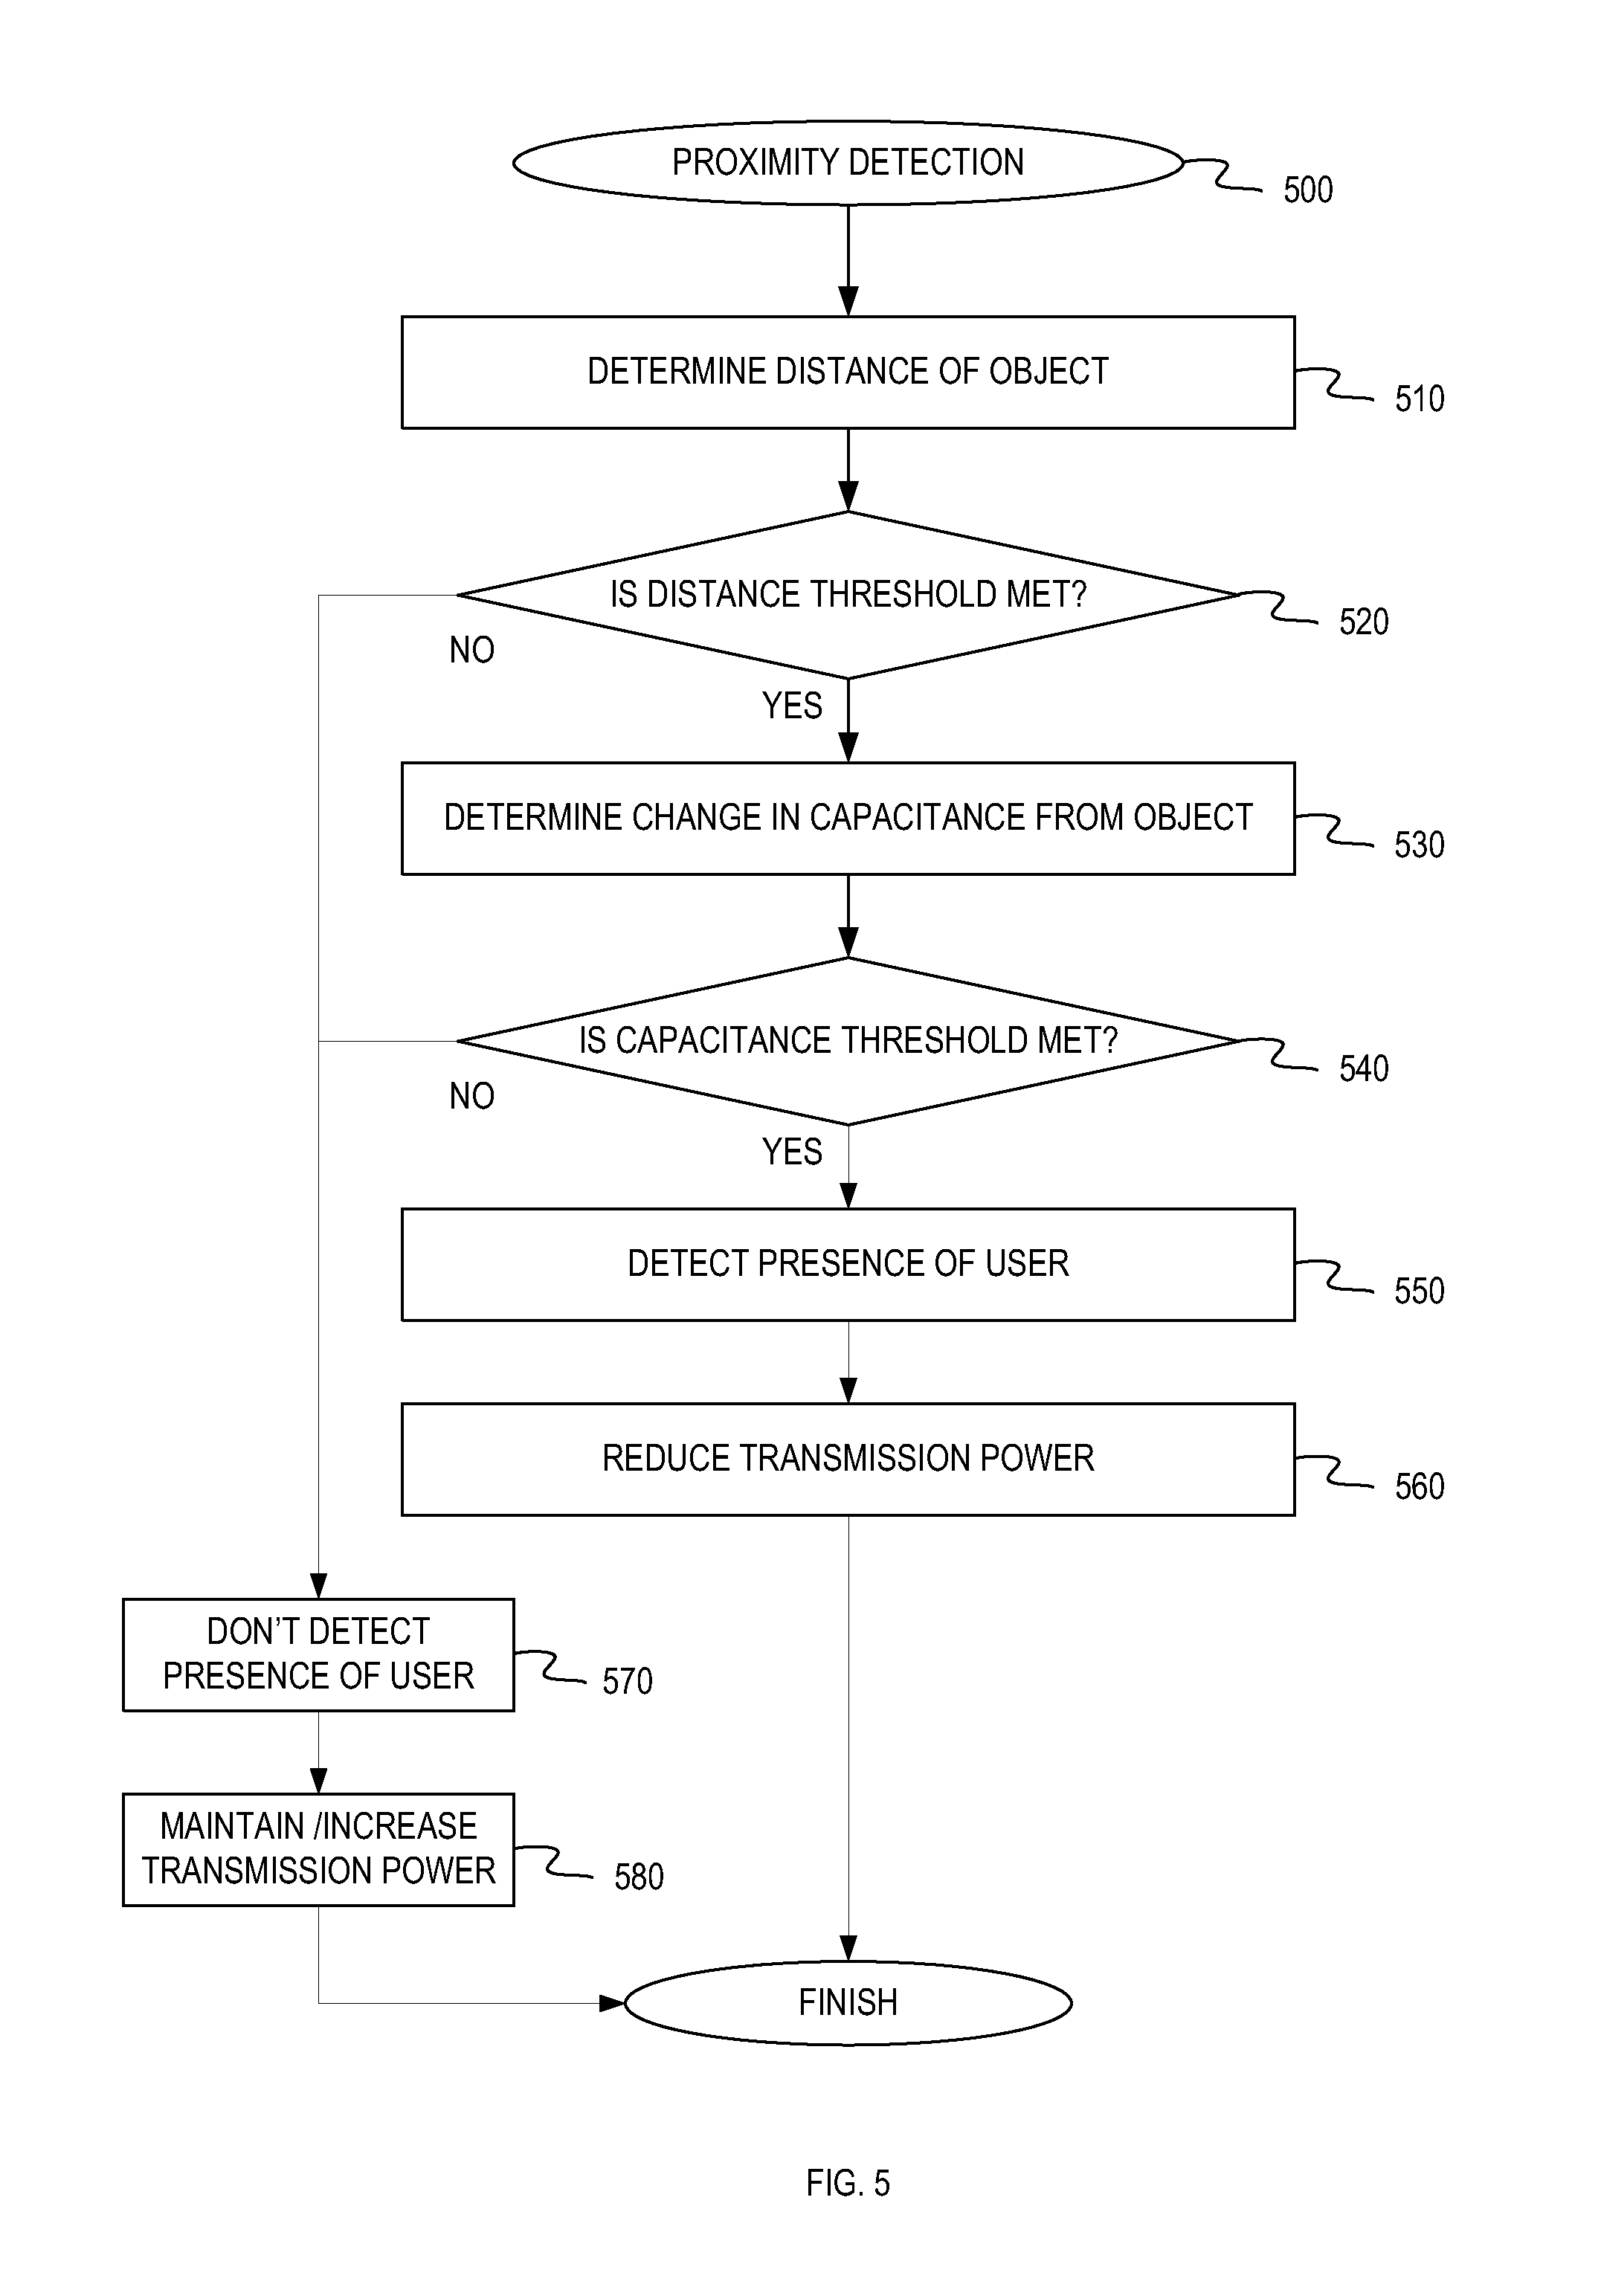 PROXIMITY DETECTION
500
DETERMINE DISTANCE OF OBJECT
510
IS DISTANCE THRESHOLD MET?
520
NO
YES
DETERMINE CHANGE IN CAPACITANCE FROM OBJECT
530
IS CAPACITANCE THRESHOLD MET?
540
NO
YES
DETECT PRESENCE OF USER
550
REDUCE TRANSMISSION POWER
560
DON'T DETECT
PRESENCE OF USER
570
MAINTAIN /INCREASE
TRANSMISSION POWER
580
FINISH
FIG. 5